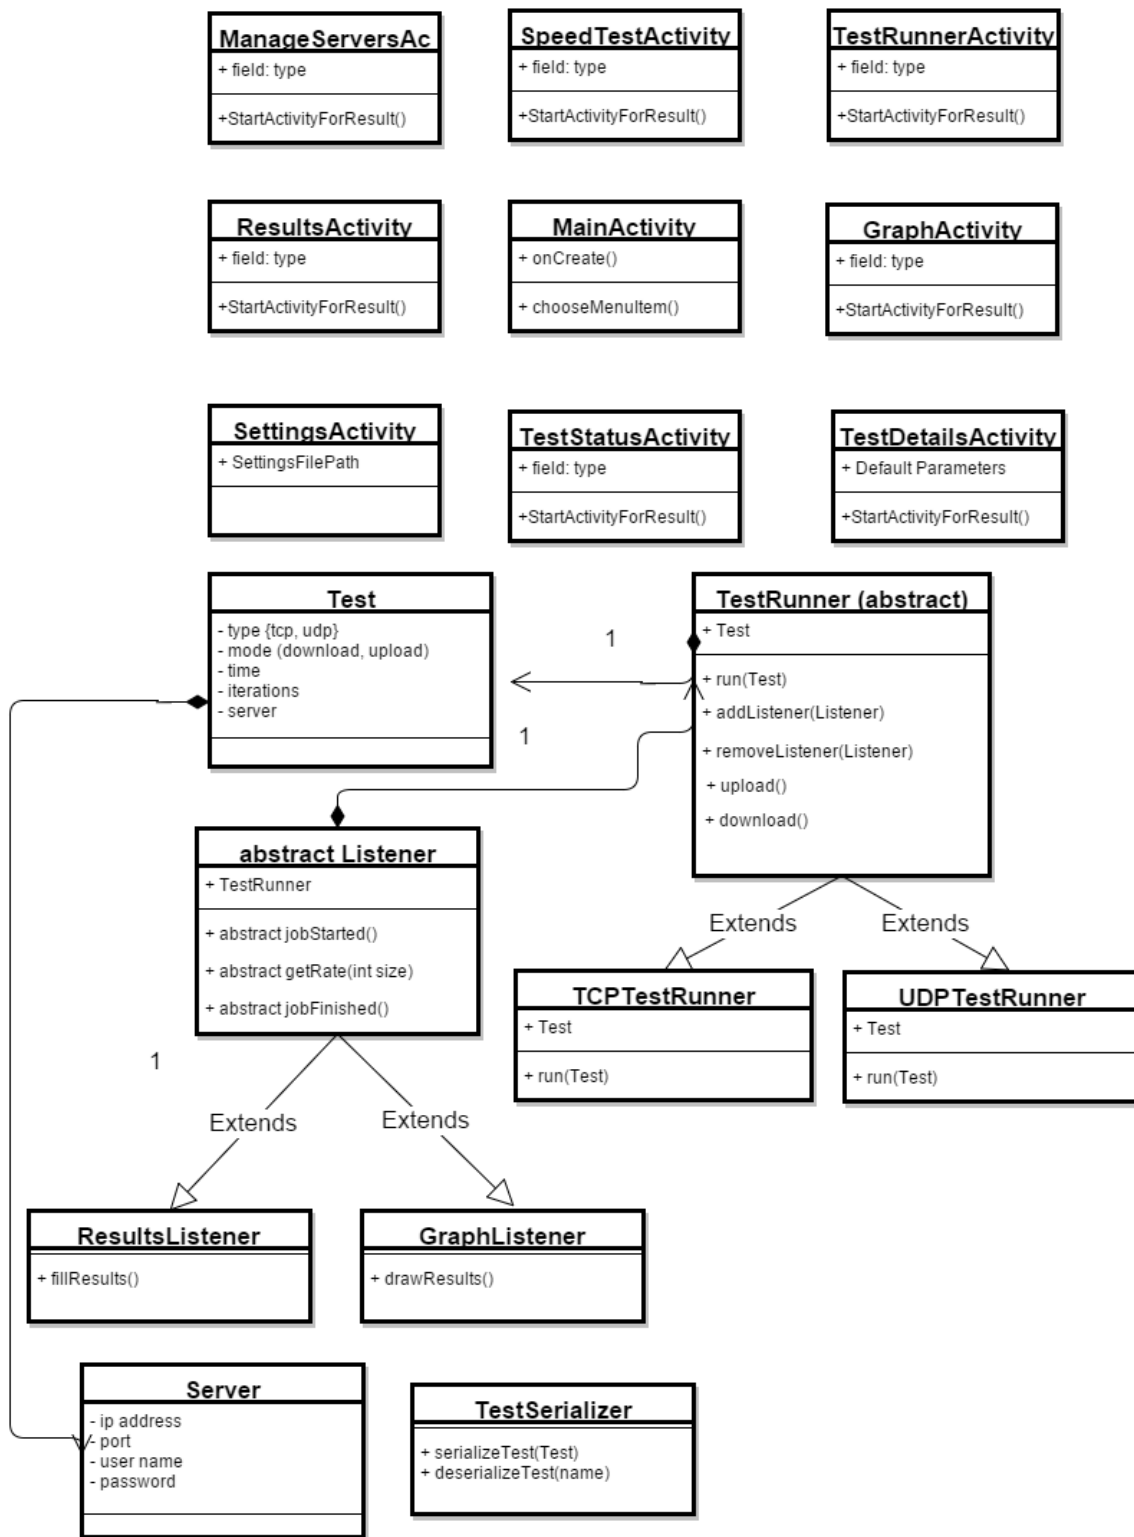 ManageServersAc
+ field: type
+StartActivityForResult()
SpeedTestActivity
+ field: type
+StartActivityForResult()
TestRunnerActivity
+ field: type
+StartActivityForResult()
ResultsActivity
+ field: type
+StartActivityForResult()
MainActivity
+ onCreate()
+ chooseMenuItem()
GraphActivity
+ field: type
+StartActivityForResult()
SettingsActivity
+ SettingsFilePath
TestStatusActivity
+ field: type
+StartActivityForResult()
TestDetailsActivity
+ Default Parameters
+StartActivityForResult()
Test
- type {tcp, udp}
- mode (download, upload)
- time
- iterations
- server
1
1
TestRunner (abstract)
+ Test
+ run(Test)
+ addListener(Listener)
+ removeListener(Listener)
+ upload()
+ download()
abstract Listener
+ TestRunner
+ abstract jobStarted()
+ abstract getRate(int size)
+ abstract jobFinished()
Extends
Extends
TCPTestRunner
+ Test
+ run(Test)
UDPTestRunner
+ Test
+ run(Test)
1
Extends
Extends
ResultsListener
+ fillResults()
GraphListener
+ drawResults()
Server
- ip address
- port
- user name
- password
TestSerializer
+ serializeTest(Test)
+ deserializeTest(name)